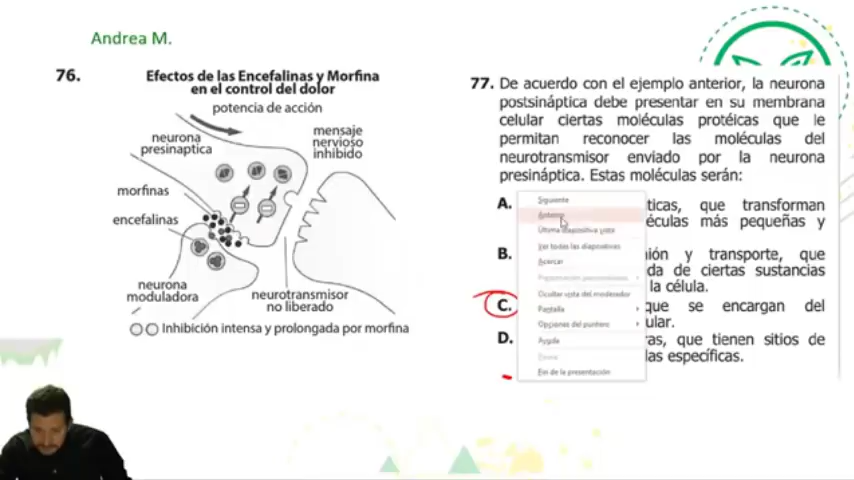 Andrea M.
76.
Efectos de las Encefalinas y Morfina
en el control del dolor
potencia de acción
neurona
presinaptica
mensaje
nervioso
inhibido
morfinas
encefalinas
neurona
moduladora
neurotransmisor
no liberado
Inhibición intensa y prolongada por morfina
77. De acuerdo con el ejemplo anterior, la neurona
postsináptica debe presentar en su membrana
celular ciertas moléculas protéicas que le
permitan reconocer las moléculas del
neurotransmisor enviado por la neurona
presináptica. Estas moléculas serán:
A. ticas, que transforman
éculas más pequeñas y
B. nión y transporte, que
da de ciertas sustancias
la célula.
C. que se encargan del
ular.
D. ras, que tienen sitios de
las específicas.
Siguiente
Anterior
Última diapositiva vista
Ver todas las diapositivas
Acercar
Ocultar vista del moderador
Pantalla
Opciones del puntero
Ayuda
Pausa
Fin de la presentación